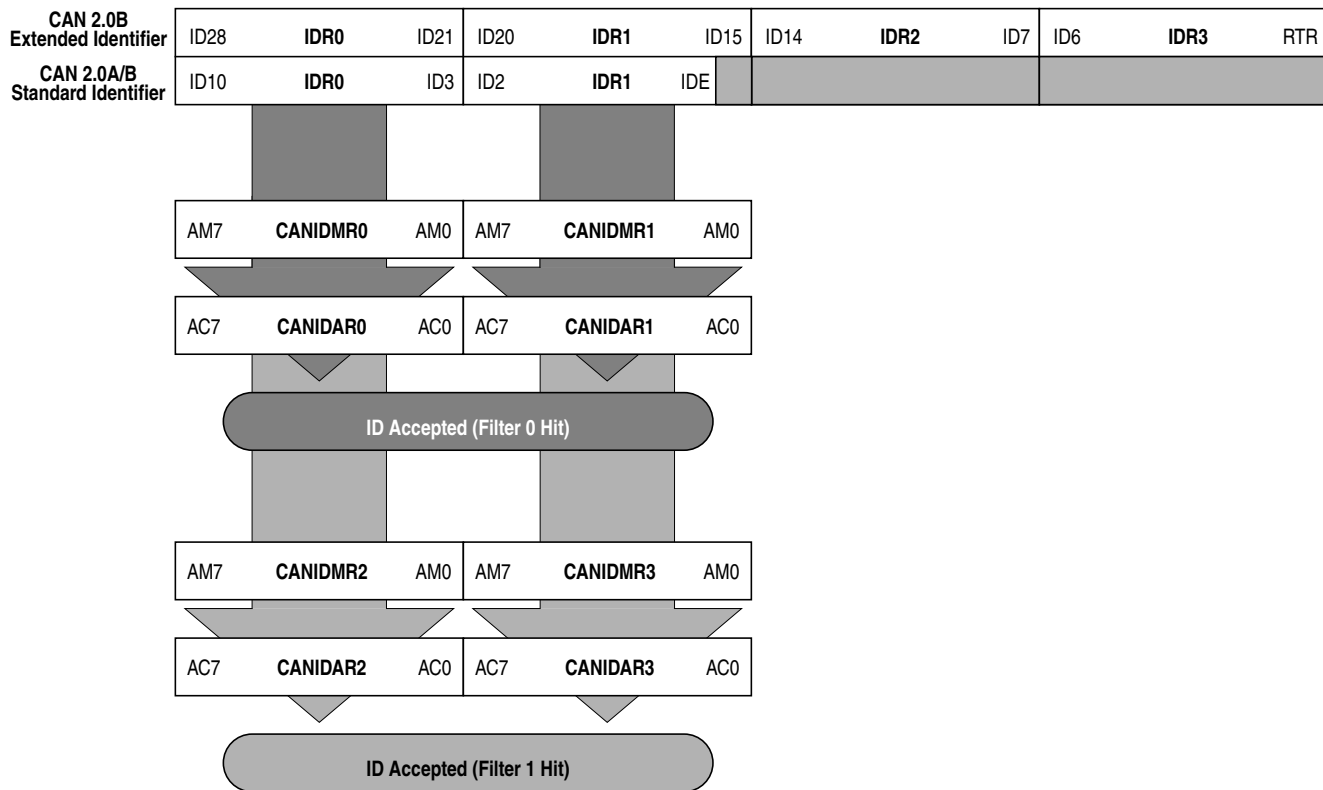 CAN 2.0B
Extended Identifier
ID28 IDR0 ID21 ID20 IDR1 ID15 ID14 IDR2 ID7 ID6 IDR3 RTR
CAN 2.0A/B
Standard Identifier
ID10 IDR0 ID3 ID2 IDR1 IDE
AM7 CANIDMR0 AM0 AM7 CANIDMR1 AM0
AC7 CANIDAR0 AC0 AC7 CANIDAR1 AC0
ID Accepted (Filter 0 Hit)
AM7 CANIDMR2 AM0 AM7 CANIDMR3 AM0
AC7 CANIDAR2 AC0 AC7 CANIDAR3 AC0
ID Accepted (Filter 1 Hit)